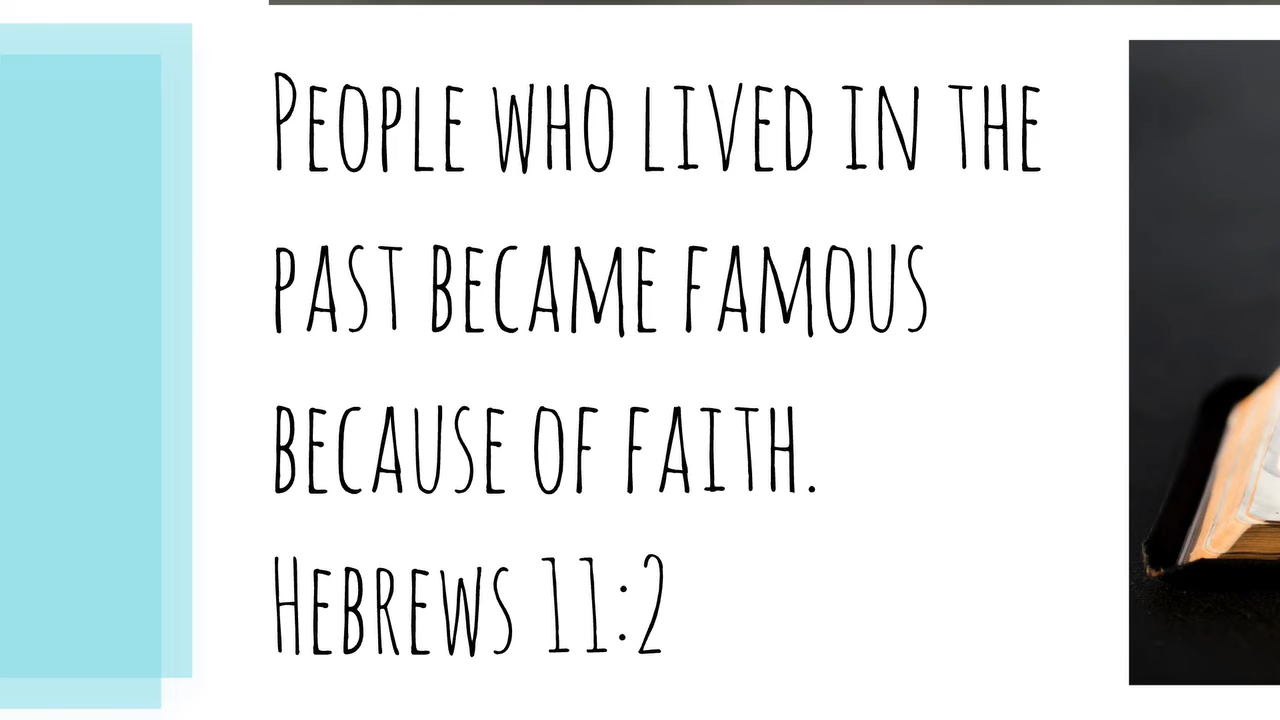 People who lived in the
past became famous
because of faith.
Hebrews 11:2